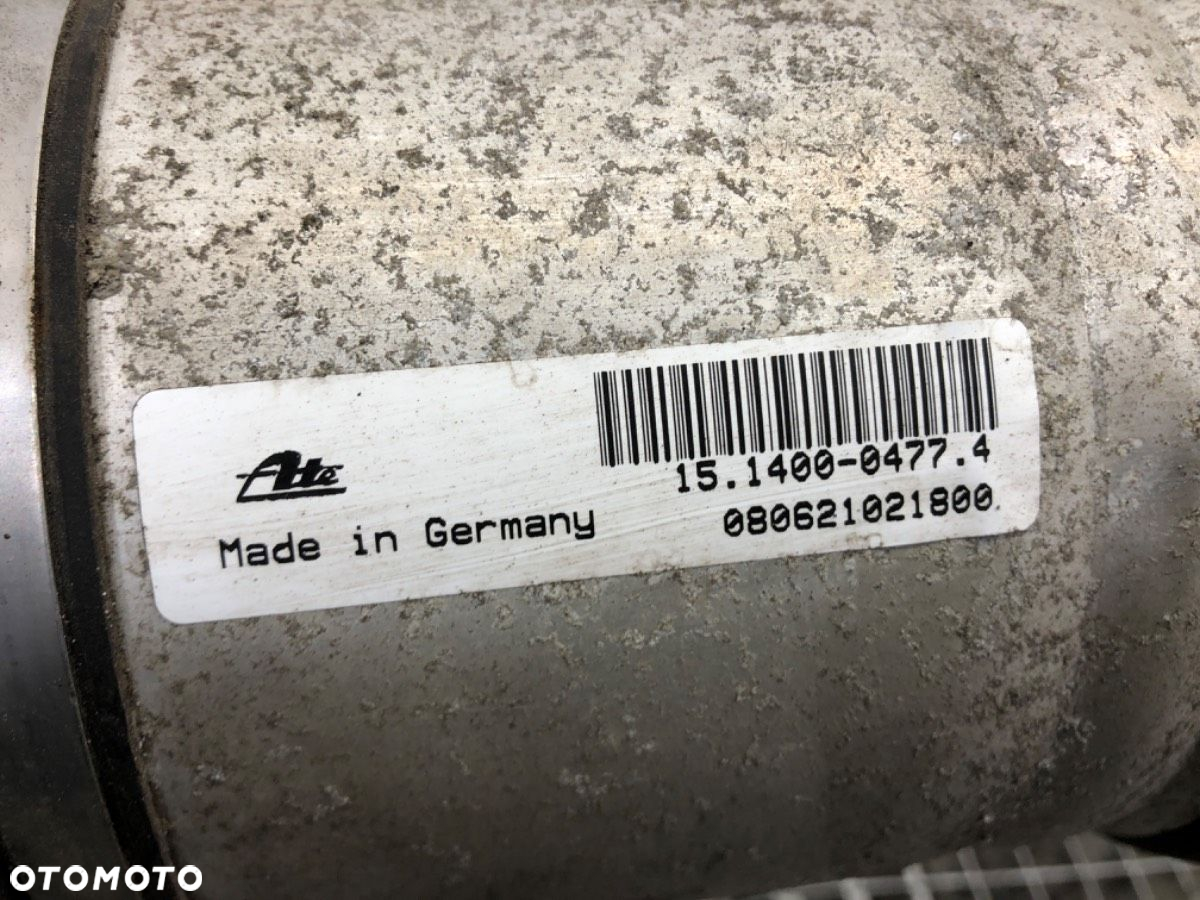 15.1400-0477.4
Ate
Made in Germany
080621021800
OTOMOTO